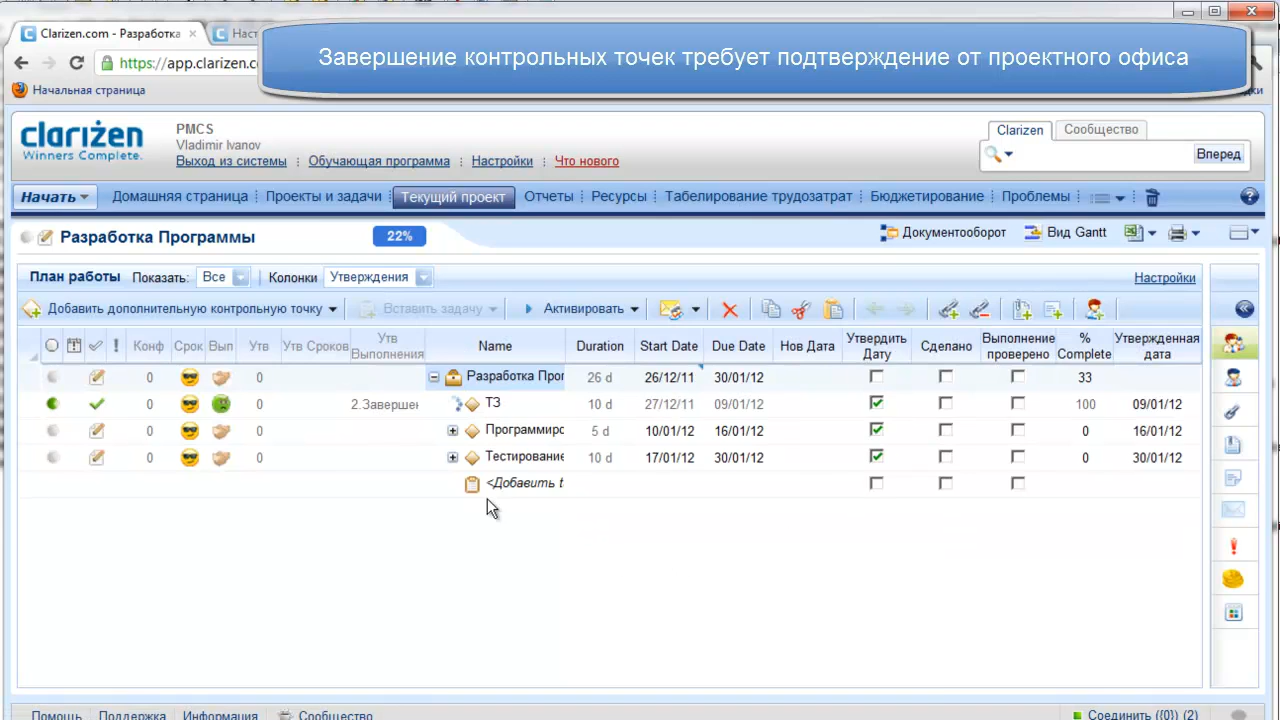 Clarizen.com - Разработка
Завершение контрольных точек требует подтверждение от проектного офиса
https://app.clarizen.c
Начальная страница
clarizen
Winners Complete.
PMCS
Vladimir Ivanov
Выход из системы Обучающая программа Настройки Что нового
Clarizen Сообщество
Вперед
Начать Домашная страница Проекты и задачи Текущий проект Отчеты Ресурсы Табелирование трудозатрат Бюджетирование Проблемы
Разработка Программы 22% Документооборот Вид Gantt
План работы Показать: Все Колонки Утверждения Настройки
Добавить дополнительную контрольную точку Вставить задачу Активировать
Конф Срок Вып Утв Утв Сроков Утв Выполнения Name Duration Start Date Due Date Нов Дата Утвердить Дату Сделано Выполнение проверено % Complete Утвержденная дата
0 0 Разработка Прог 26 d 26/12/11 30/01/12 33
0 0 2.Завершен ТЗ 10 d 27/12/11 09/01/12 100 09/01/12
0 0 Программирс 5 d 10/01/12 16/01/12 0 16/01/12
0 0 Тестирование 10 d 17/01/12 30/01/12 0 30/01/12
<Добавить t
Помощь Поддержка Информация Сообщество Соединить ({0}) (2)